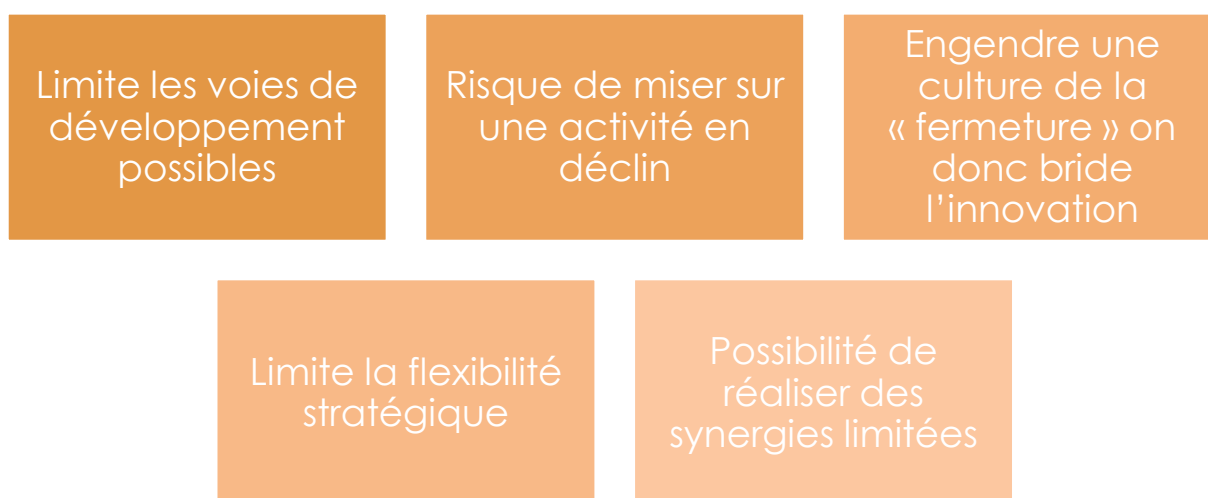 Limite les voies de
développement
possibles
Risque de miser sur
une activité en
déclin
Engendre une
culture de la
« fermeture » on
donc bride
l'innovation
Limite la flexibilité
stratégique
Possibilité de
réaliser des
synergies limitées